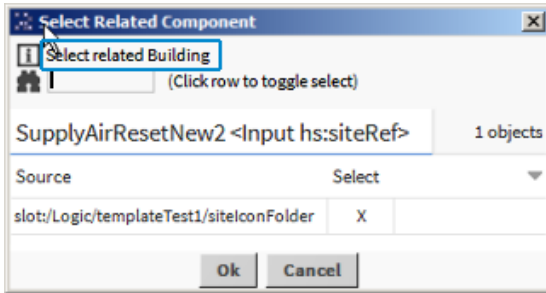 Select Related Component
Select related Building
(Click row to toggle select)
SupplyAirResetNew2 <Input hs:siteRef>
1 objects
Source
Select
slot:/Logic/templateTest1/siteIconFolder
X
Ok
Cancel